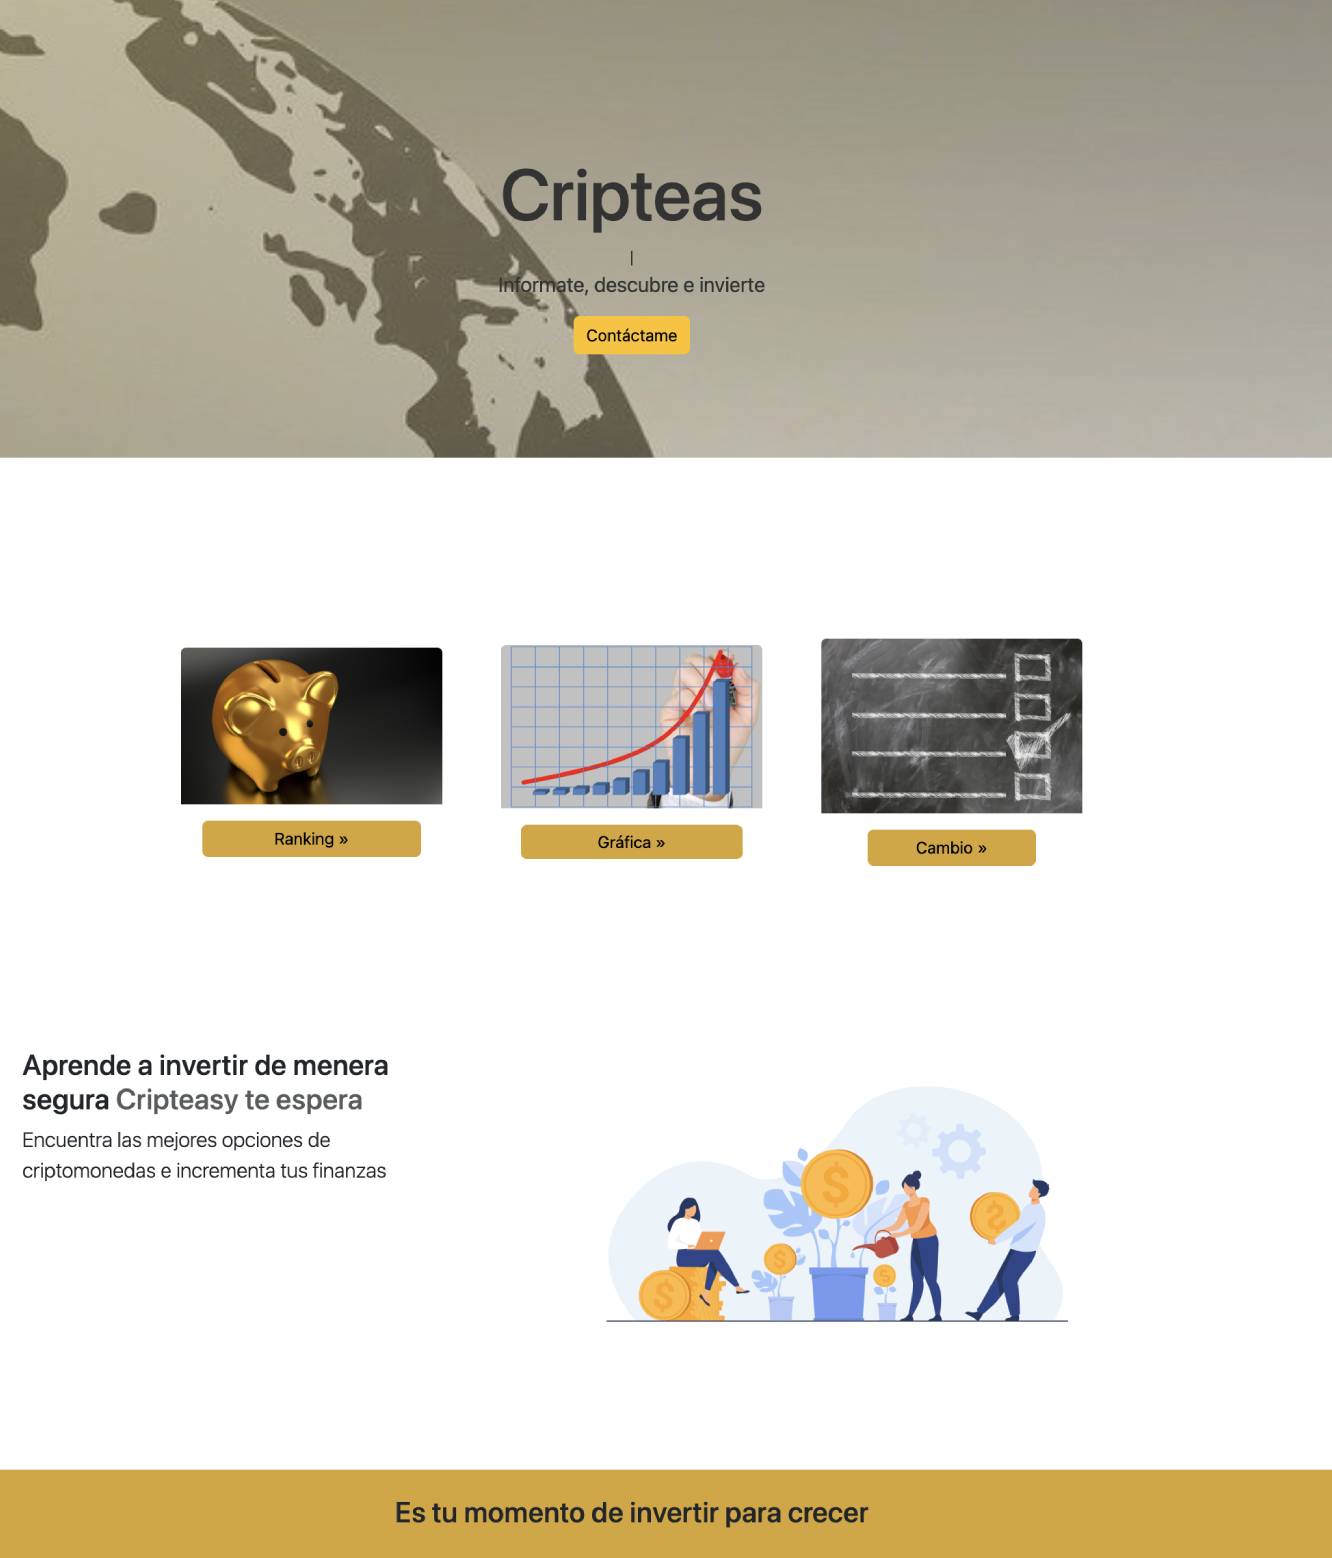 Cripteas
|
Informate, descubre e invierte
Contáctame
Ranking »
Gráfica »
Cambio »
Aprende a invertir de menera
segura Cripteasy te espera
Encuentra las mejores opciones de
criptomonedas e incrementa tus finanzas
Es tu momento de invertir para crecer